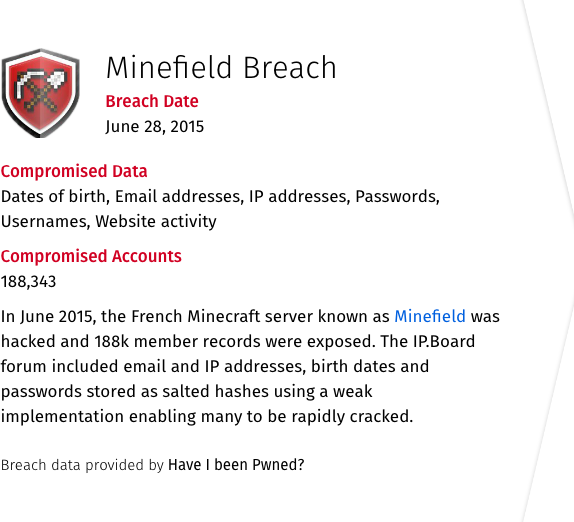 Minefield Breach
Breach Date
June 28, 2015
Compromised Data
Dates of birth, Email addresses, IP addresses, Passwords,
Usernames, Website activity
Compromised Accounts
188,343
In June 2015, the French Minecraft server known as Minefield was
hacked and 188k member records were exposed. The IP.Board
forum included email and IP addresses, birth dates and
passwords stored as salted hashes using a weak
implementation enabling many to be rapidly cracked.
Breach data provided by Have I been Pwned?